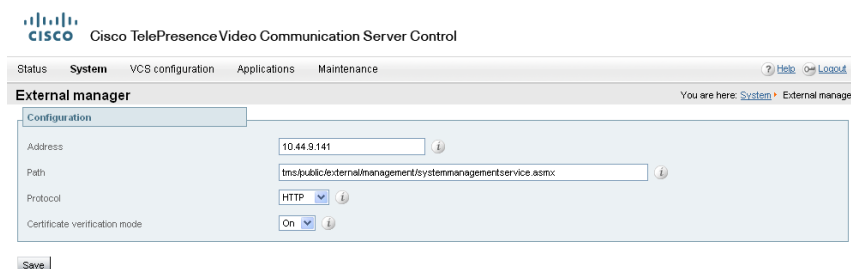 CISCO Cisco TelePresence Video Communication Server Control
Status System VCS configuration Applications Maintenance Help Logout
External manager You are here: System External manage
Configuration
Address 10.44.9.141
Path tms/public/external/management/systemmanagementservice.asmx
Protocol HTTP
Certificate verification mode On
Save